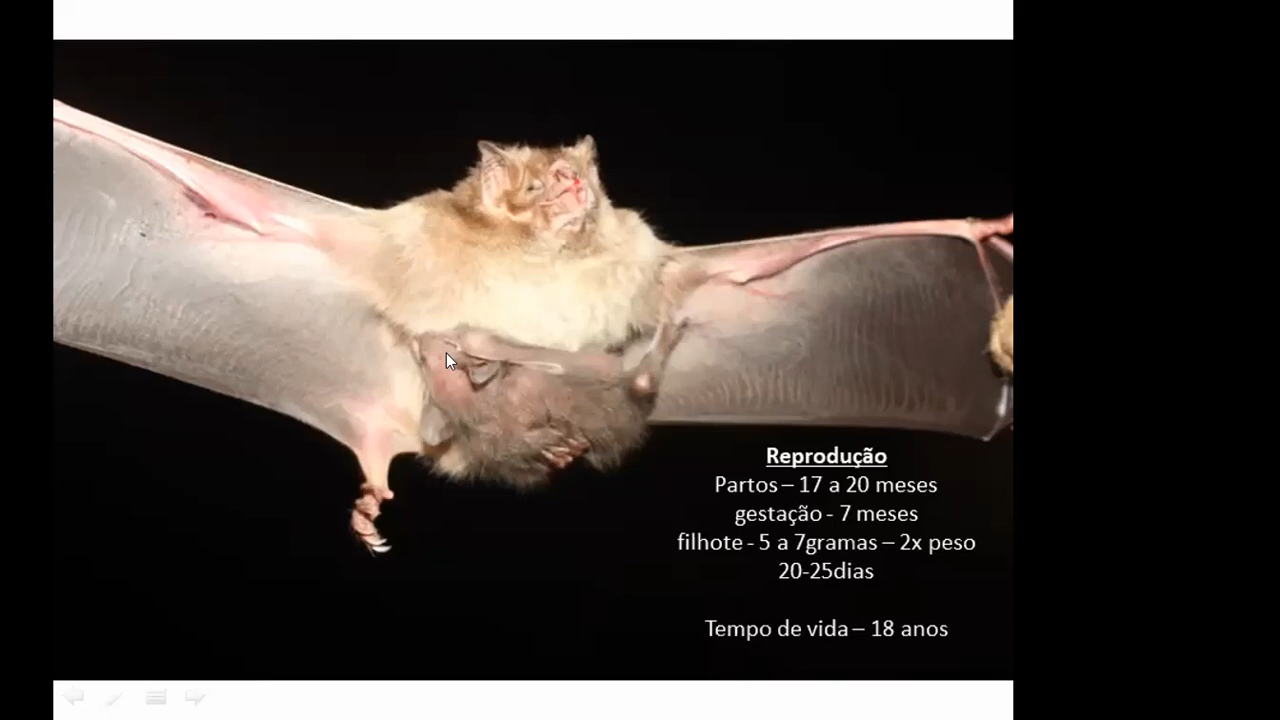 Reprodução
Partos – 17 a 20 meses
gestação - 7 meses
filhote - 5 a 7gramas – 2x peso
20-25dias
Tempo de vida – 18 anos